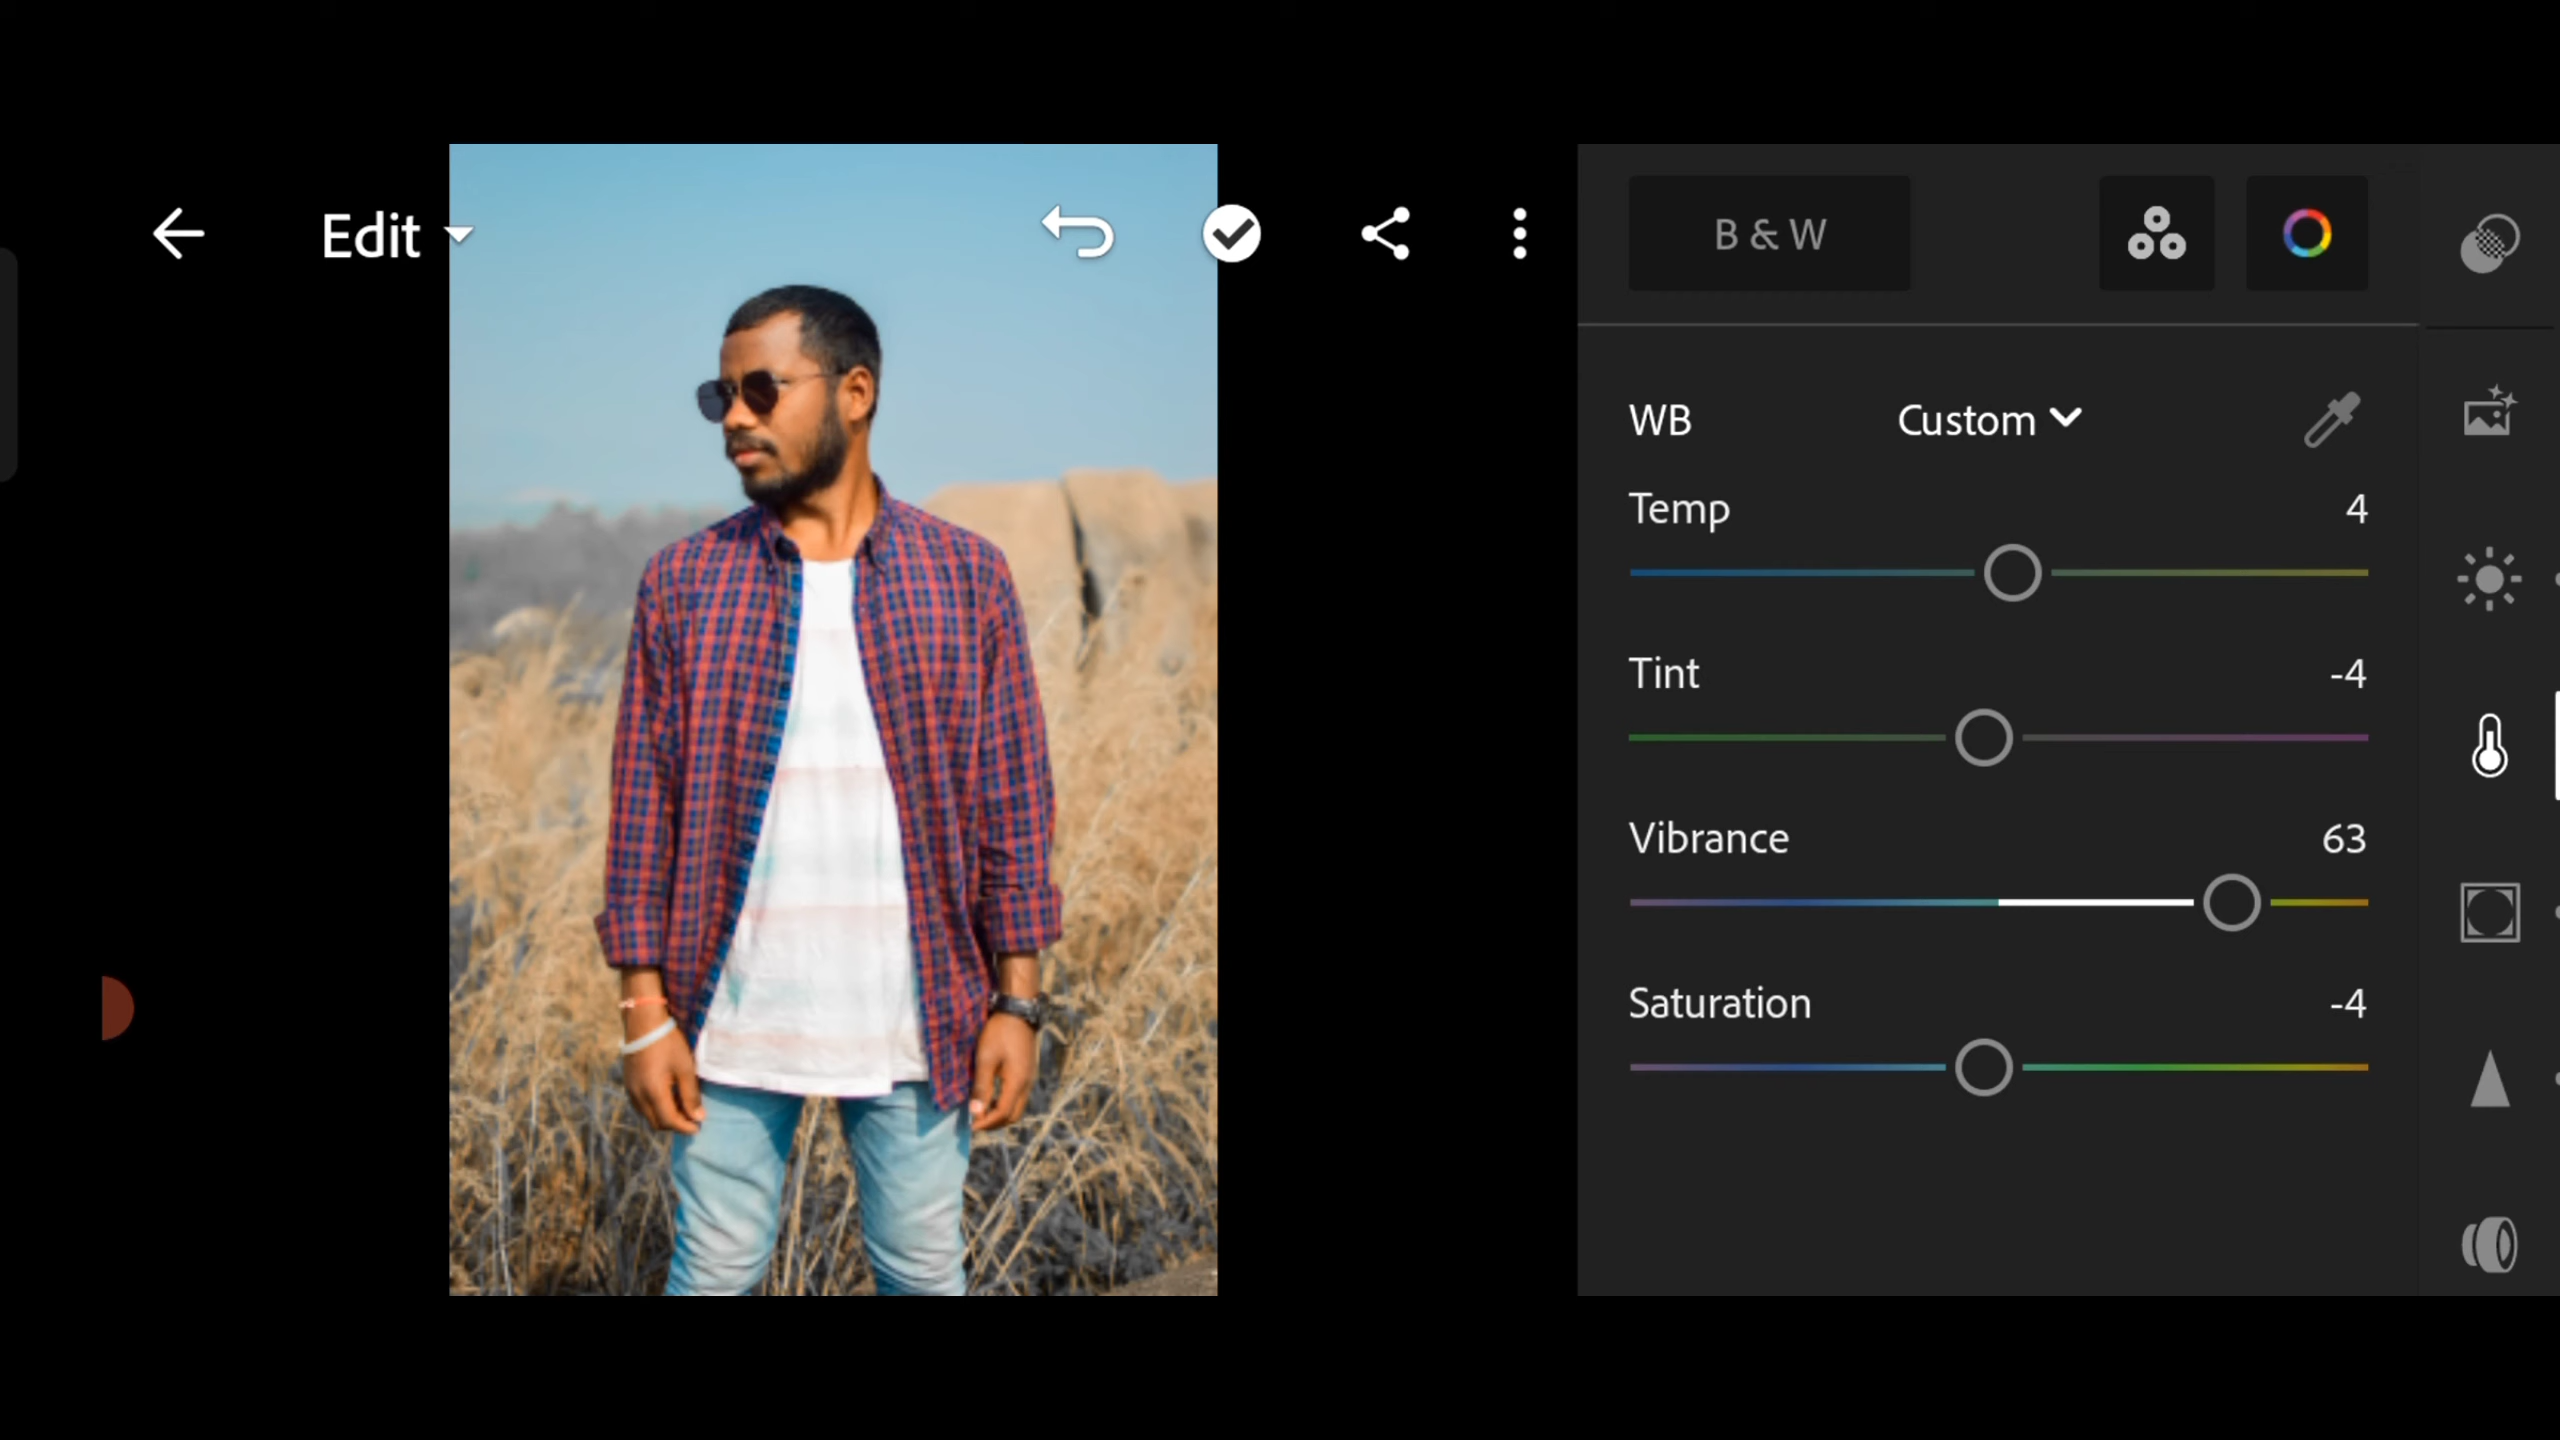 Edit
B & W
WB Custom
Temp 4
Tint -4
Vibrance 63
Saturation -4